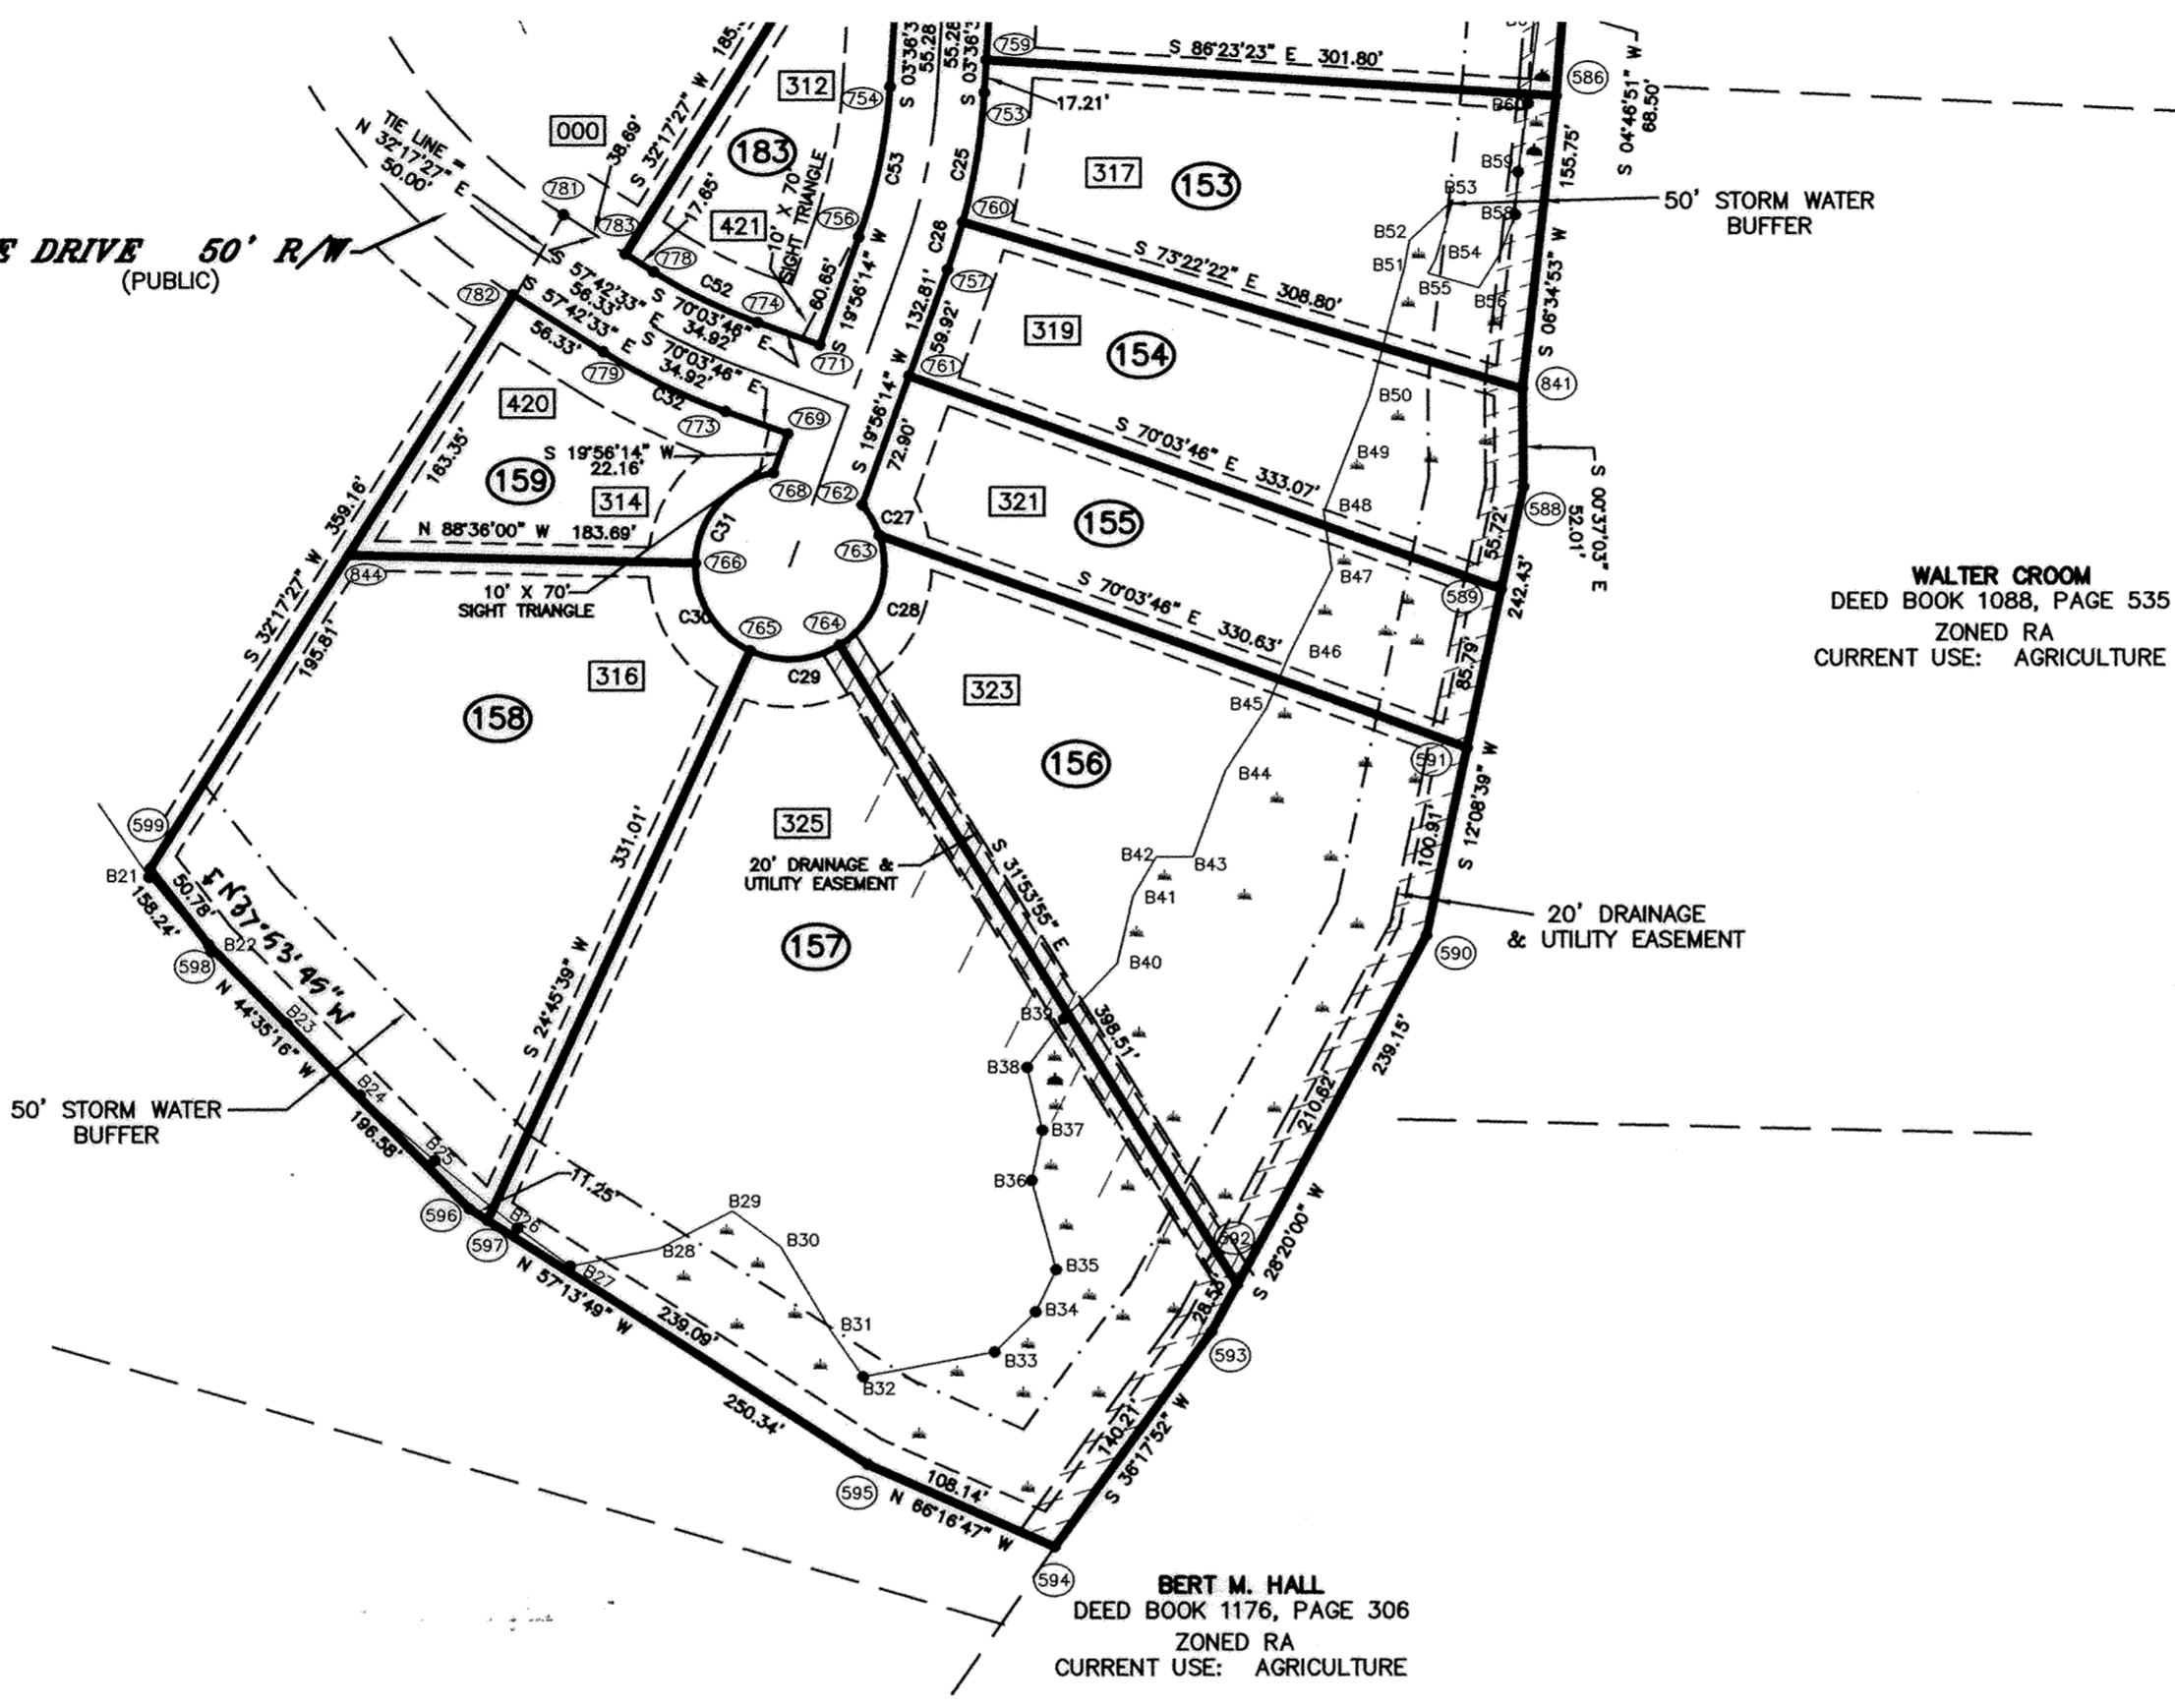 185.
S 03°36'3
55.28
55.28
S 03°36'3
759
S 86°23'23" E 301.80'
586
S 04°46'51" W
68.50'
312
754
753
17.21'
B60
000
TIE LINE =
N 32°17'27" E
50.00'
38.69'
S 32°17'27" W
183
C53
C25
317
153
B59
155.75'
781
783
17.65'
421
10' X 70'
SIGHT TRIANGLE
756
760
B53
B58
50' STORM WATER
BUFFER
E DRIVE 50' R/W
(PUBLIC)
778
C26
B52
B54
B51
B55
B56
S 73°22'22" E 308.80'
S 06°34'53" W
782
S 57°42'33" E
56.33'
S 57°42'33" E
56.33'
C52
774
60.65'
S 19°56'14" W
757
132.81'
59.92'
S 70°03'46" E
34.92'
S 70°03'46" E
34.92'
771
319
154
761
841
779
C32
773
769
420
163.35'
S 19°56'14" W
72.90'
B50
S 70°03'46" E 333.07'
B49
S 19°56'14" W
22.16'
159
314
768
762
C27
321
155
B48
588
S 00°37'03" E
52.01'
359.16'
N 88°36'00" W 183.69'
C31
763
55.72'
844
766
10' X 70'
SIGHT TRIANGLE
B47
589
242.43'
WALTER CROOM
DEED BOOK 1088, PAGE 535
ZONED RA
CURRENT USE: AGRICULTURE
S 32°17'27" W
195.81'
C30
765
764
C28
S 70°03'46" E 330.63'
B46
85.79'
316
C29
323
B45
158
156
591
B44
S 12°08'39" W
599
331.01'
325
20' DRAINAGE &
UTILITY EASEMENT
B42
B43
100.91'
B21
50.78'
158.24'
N37°53'45"W
S 31°53'55" E
B41
20' DRAINAGE
& UTILITY EASEMENT
B22
598
157
B40
590
N 44°35'16" W
B23
S 24°45'39" W
B39
398.51'
239.15'
B24
B38
50' STORM WATER
BUFFER
196.58'
B37
210.62'
B25
11.25'
B36
596
B26
B29
597
B28
B30
592
S 28°20'00" W
B27
B35
N 57°13'49" W
239.09'
B31
B34
28.53'
B33
593
B32
250.34'
140.21'
S 36°17'52" W
595
108.14'
N 66°16'47" W
594
BERT M. HALL
DEED BOOK 1176, PAGE 306
ZONED RA
CURRENT USE: AGRICULTURE